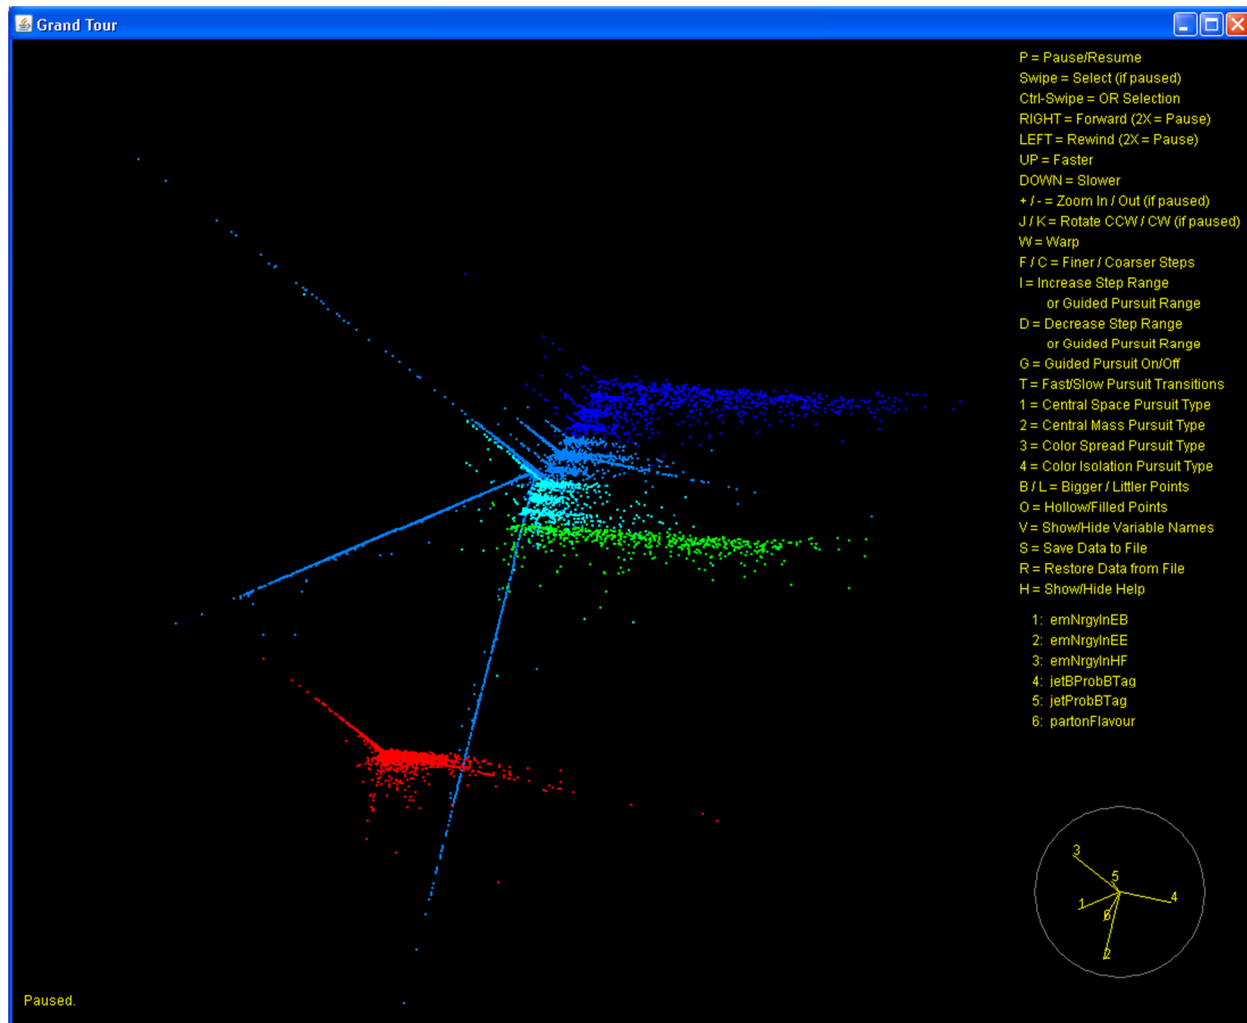 Grand Tour
P = Pause/Resume
Swipe = Select (if paused)
Ctrl-Swipe = OR Selection
RIGHT = Forward (2X = Pause)
LEFT = Rewind (2X = Pause)
UP = Faster
DOWN = Slower
+ / - = Zoom In / Out (if paused)
J / K = Rotate CCW / CW (if paused)
W = Warp
F / C = Finer / Coarser Steps
I = Increase Step Range
or Guided Pursuit Range
D = Decrease Step Range
or Guided Pursuit Range
G = Guided Pursuit On/Off
T = Fast/Slow Pursuit Transitions
1 = Central Space Pursuit Type
2 = Central Mass Pursuit Type
3 = Color Spread Pursuit Type
4 = Color Isolation Pursuit Type
B / L = Bigger / Littler Points
O = Hollow/Filled Points
V = Show/Hide Variable Names
S = Save Data to File
R = Restore Data from File
H = Show/Hide Help
1: emNrgyInEB
2: emNrgyInEE
3: emNrgyInHF
4: jetBProbBTag
5: jetProbBTag
6: partonFlavour
3
5
1
4
6
2
Paused.